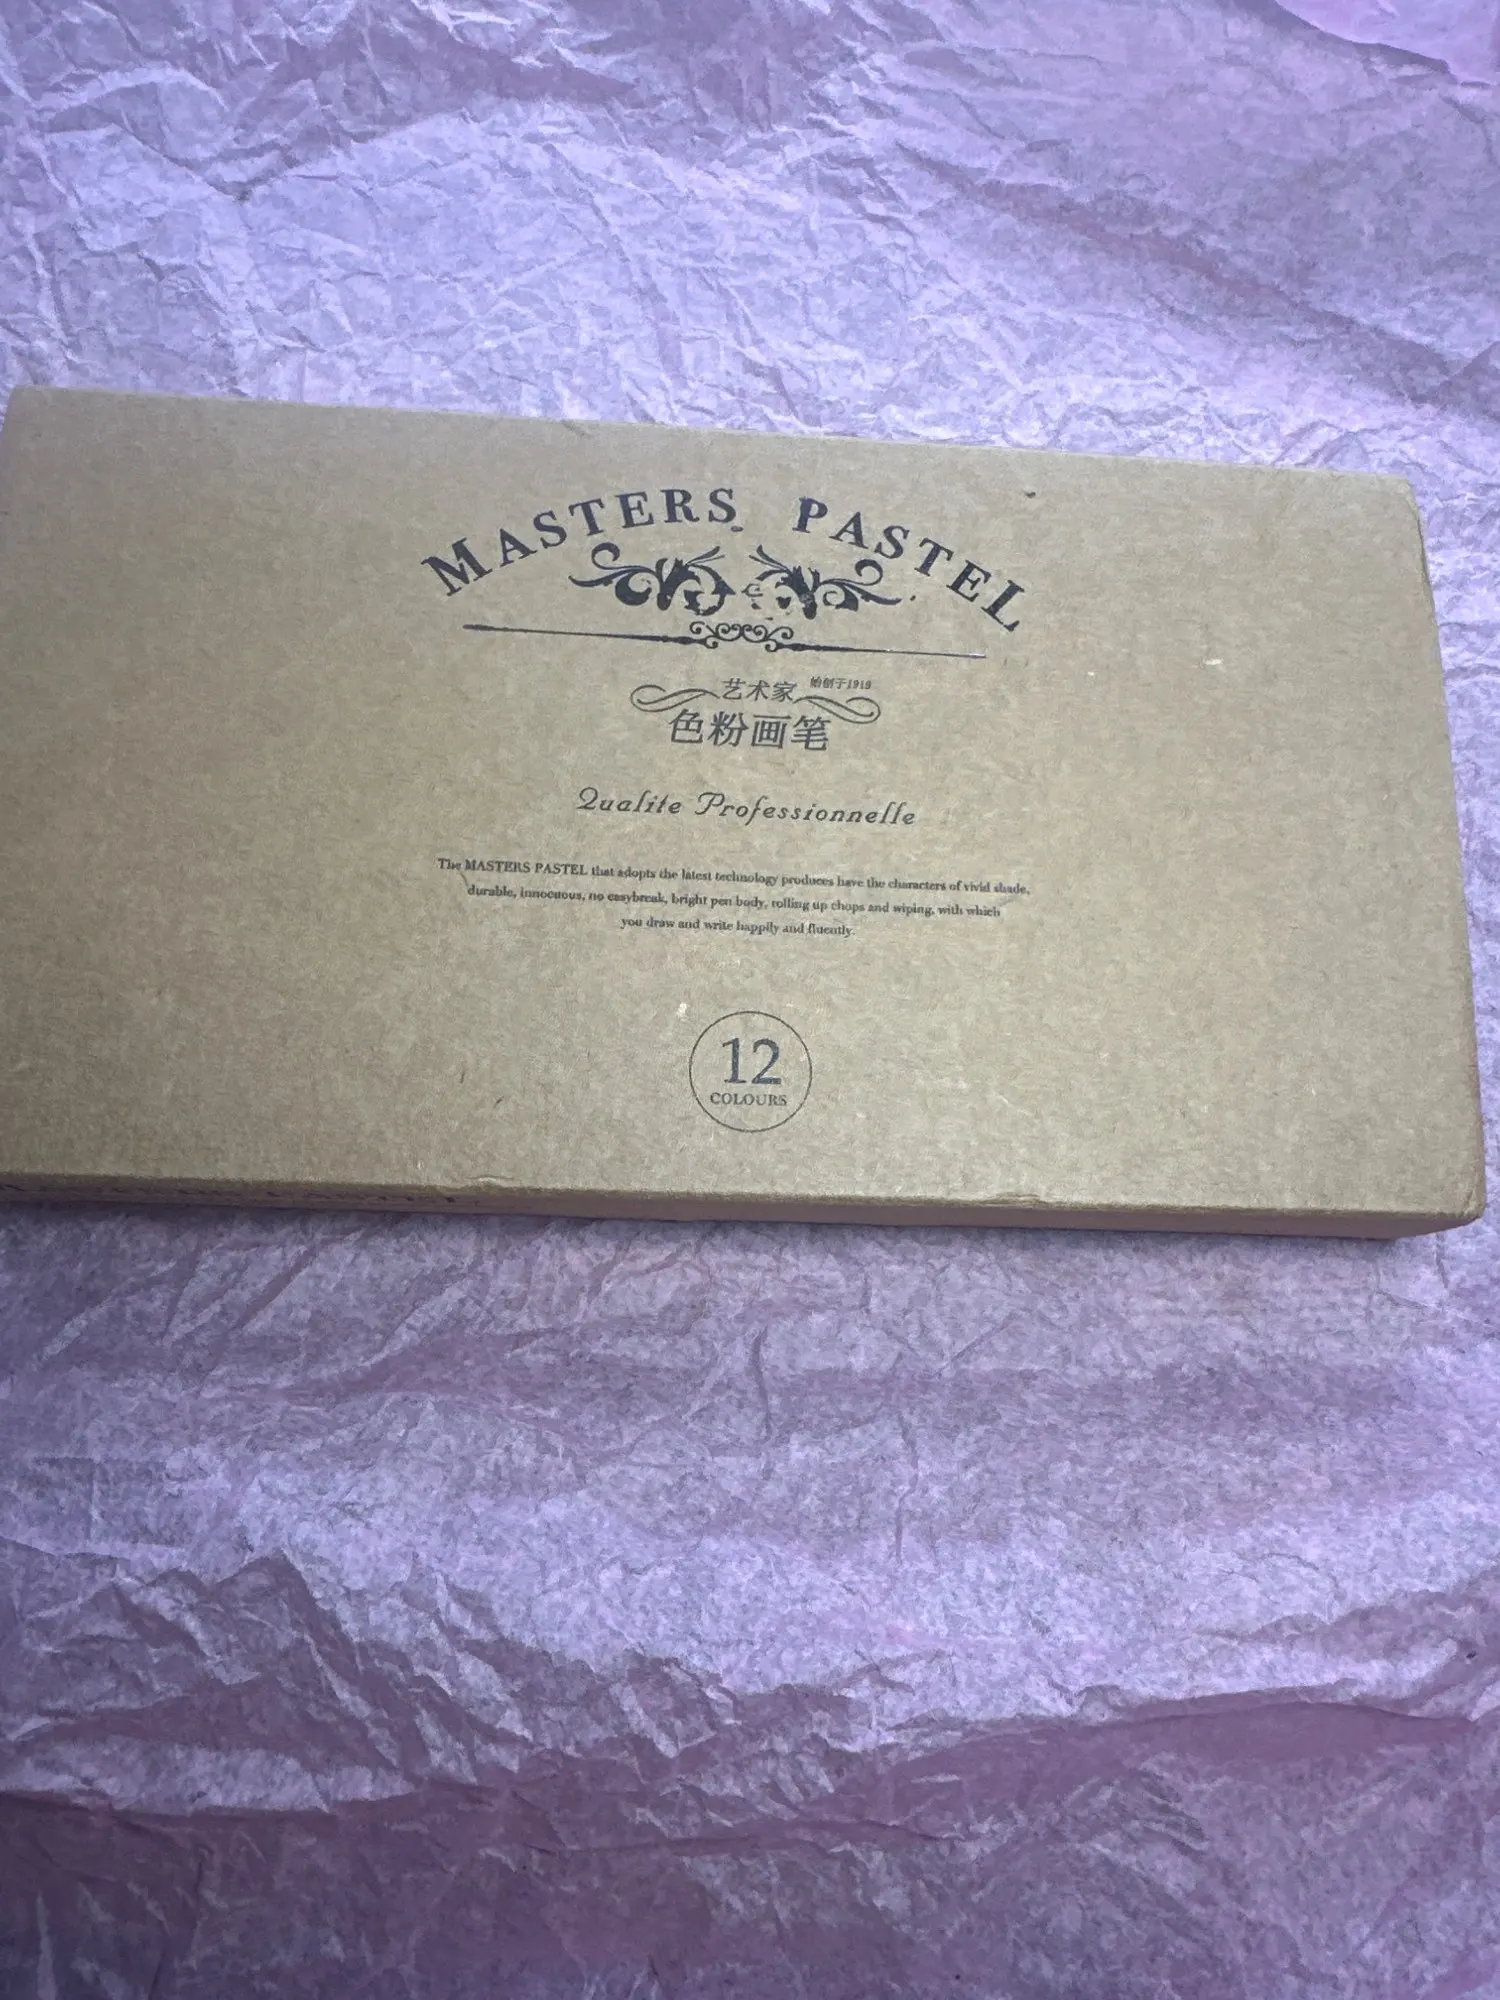 MASTERS PASTEL
艺术家 始创于1919
色粉画笔
Qualite Professionnelle
The MASTERS PASTEL that adopts the latest technology produces have the characters of vivid shade,
durable, innocuous, no easybreak, bright pen body, rolling up chops and wiping, with which
you draw and write happily and fluently.
12
COLOURS
MASTERS PASTEL